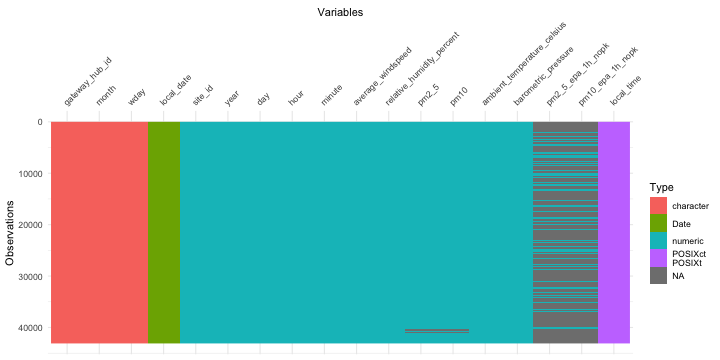 Variables
gateway_hub_id
month
wday
local_date
site_id
year
day
hour
minute
average_windspeed
relative_humidity_percent
pm2_5
pm10
ambient_temperature_celsius
barometric_pressure
pm2_5_epa_1h_nopk
pm10_epa_1h_nopk
local_time
0
10000
20000
30000
40000
Observations
Type
character
Date
numeric
POSIXct
POSIXt
NA